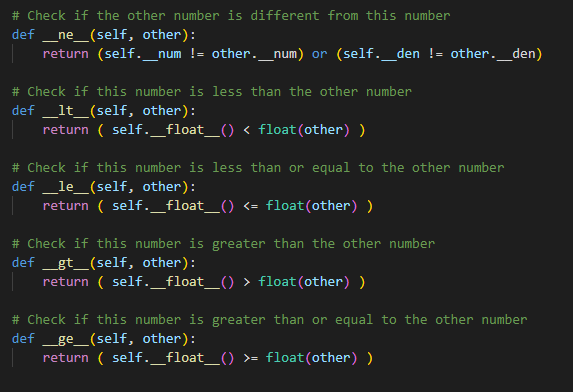 # Check if the other number is different from this number
def __ne__(self, other):
    return (self.__num != other.__num) or (self.__den != other.__den)

# Check if this number is less than the other number
def __lt__(self, other):
    return ( self.__float__() < float(other) )

# Check if this number is less than or equal to the other number
def __le__(self, other):
    return ( self.__float__() <= float(other) )

# Check if this number is greater than the other number
def __gt__(self, other):
    return ( self.__float__() > float(other) )

# Check if this number is greater than or equal to the other number
def __ge__(self, other):
    return ( self.__float__() >= float(other) )